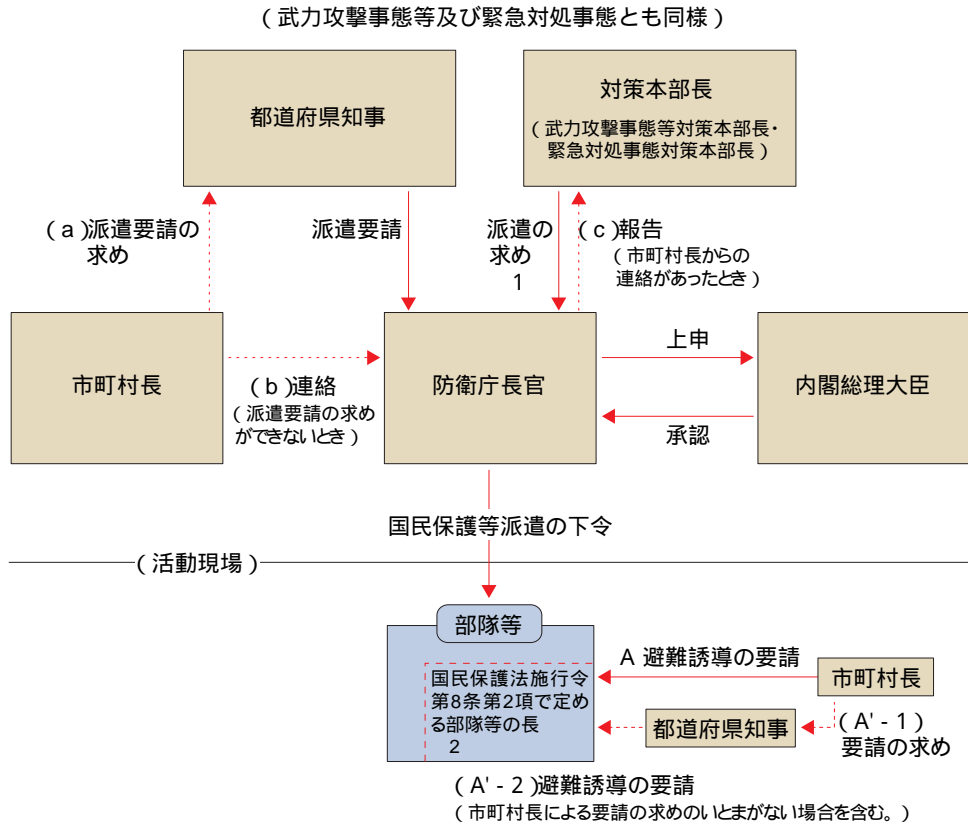 (武力攻撃事態等及び緊急対処事態とも同様)
都道府県知事
対策本部長
(武力攻撃事態等対策本部長・
緊急対処事態対策本部長)
(a)派遣要請の
求め
派遣要請
派遣の
求め
1
(c)報告
(市町村長からの
連絡があったとき)
市町村長
(b)連絡
(派遣要請の求め
ができないとき)
防衛庁長官
上申
承認
内閣総理大臣
国民保護等派遣の下令
(活動現場)
部隊等
国民保護法施行令
第8条第2項で定め
る部隊等の長
2
A 避難誘導の要請
市町村長
都道府県知事
(A'-1)
要請の求め
(A'-2)避難誘導の要請
(市町村長による要請の求めのいとまがない場合を含む。)